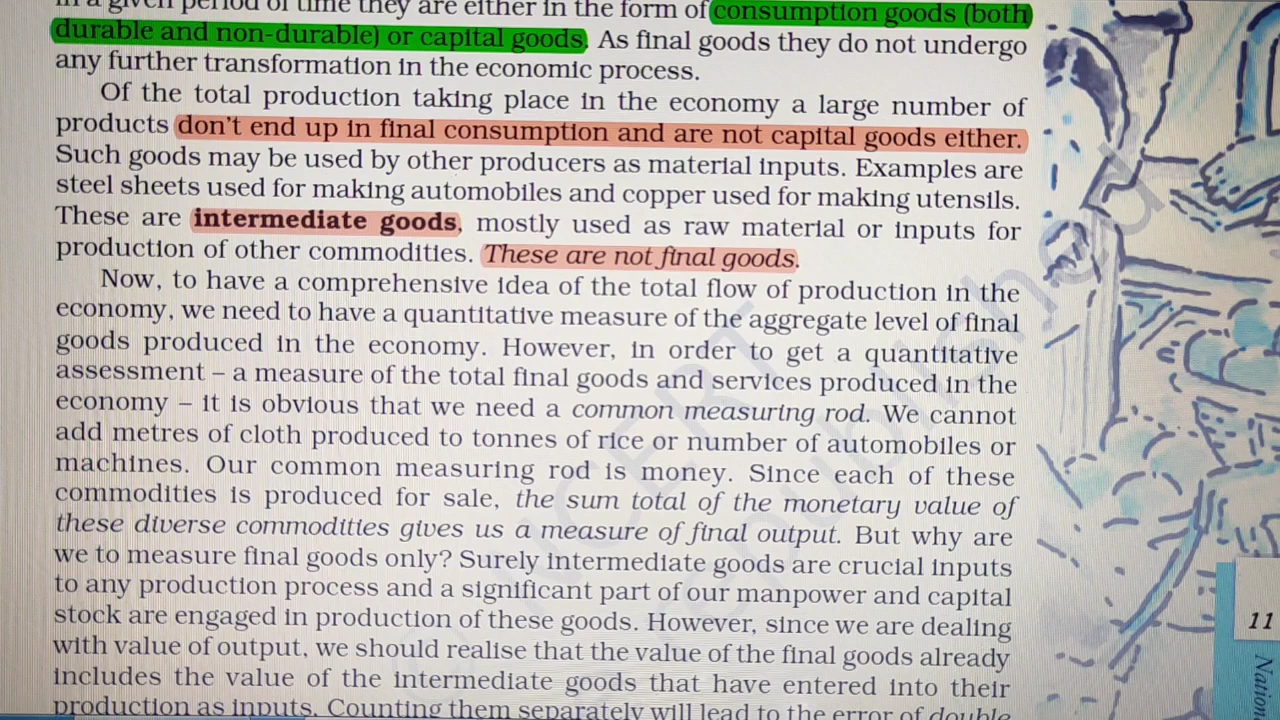 in a given period of time they are either in the form of consumption goods (both
durable and non-durable) or capital goods. As final goods they do not undergo
any further transformation in the economic process.
Of the total production taking place in the economy a large number of
products don't end up in final consumption and are not capital goods either.
Such goods may be used by other producers as material inputs. Examples are
steel sheets used for making automobiles and copper used for making utensils.
These are intermediate goods, mostly used as raw material or inputs for
production of other commodities. These are not final goods.
Now, to have a comprehensive idea of the total flow of production in the
economy, we need to have a quantitative measure of the aggregate level of final
goods produced in the economy. However, in order to get a quantitative
assessment – a measure of the total final goods and services produced in the
economy – it is obvious that we need a common measuring rod. We cannot
add metres of cloth produced to tonnes of rice or number of automobiles or
machines. Our common measuring rod is money. Since each of these
commodities is produced for sale, the sum total of the monetary value of
these diverse commodities gives us a measure of final output. But why are
we to measure final goods only? Surely intermediate goods are crucial inputs
to any production process and a significant part of our manpower and capital
stock are engaged in production of these goods. However, since we are dealing
with value of output, we should realise that the value of the final goods already
includes the value of the intermediate goods that have entered into their
production as inputs. Counting them separately will lead to the error of double
11
© NCERT
republished